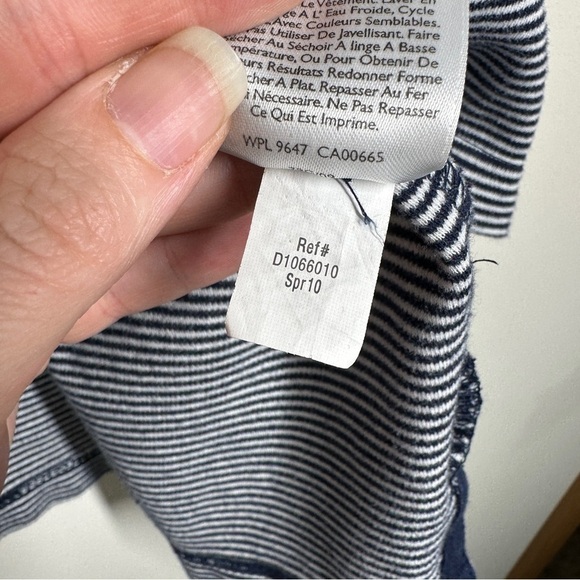 Le Vêtement. Laver En
A L' Eau Froide, Cycle
Avec Couleurs Semblables.
Utiliser De Javellisant. Faire
Sécher Au Séchoir A linge A Basse
Température, Ou Pour Obtenir De
Résultats Redonner Forme
A Plat. Repasser Au Fer
Nécessaire. Ne Pas Repasser
Ce Qui Est Imprime.
WPL 9647 CA00665
Ref#
D1066010
Spr10